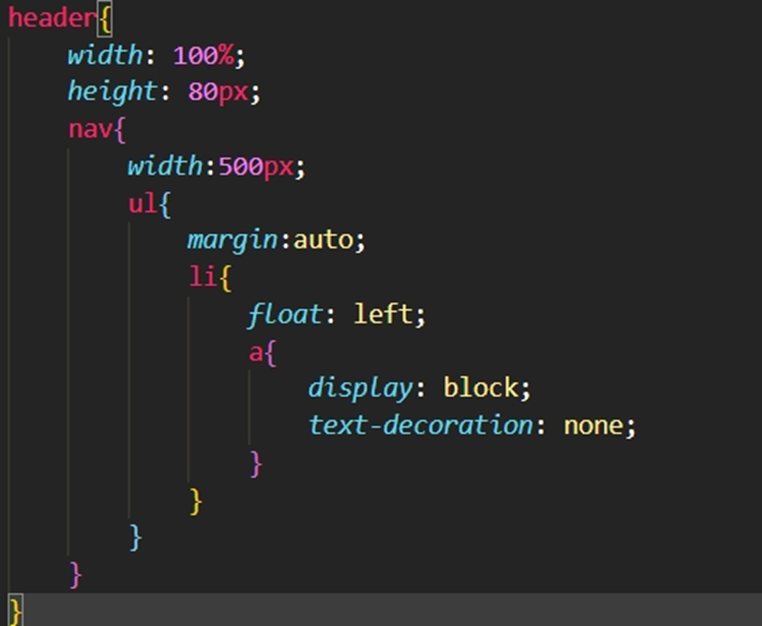 header{
    width: 100%;
    height: 80px;
    nav{
        width:500px;
        ul{
            margin:auto;
            li{
                float: left;
                a{
                    display: block;
                    text-decoration: none;
                }
            }
        }
    }
}